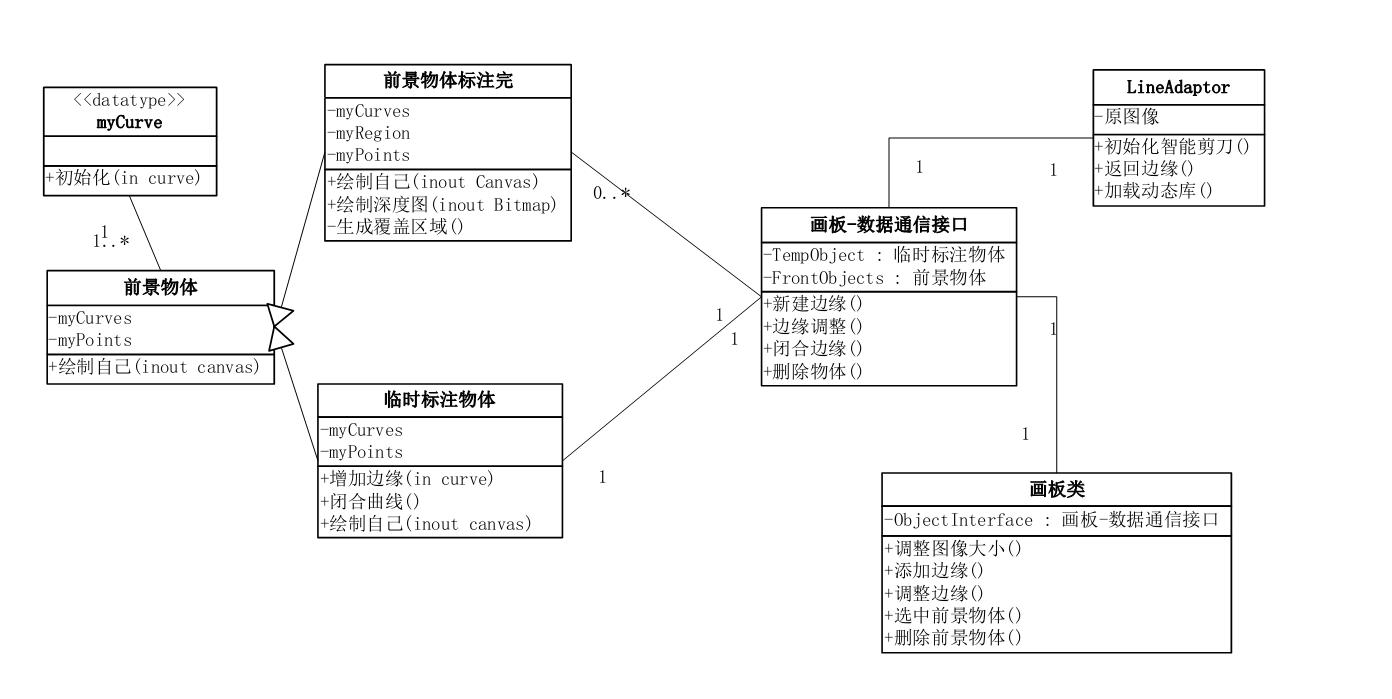 <<datatype>>
myCurve
+初始化(in curve)
1
1..*
前景物体
-myCurves
-myPoints
+绘制自己(inout canvas)
前景物体标注完
-myCurves
-myRegion
-myPoints
+绘制自己(inout Canvas)
+绘制深度图(inout Bitmap)
-生成覆盖区域()
0..*
1
临时标注物体
-myCurves
-myPoints
+增加边缘(in curve)
+闭合曲线()
+绘制自己(inout canvas)
1
1
画板-数据通信接口
-TempObject : 临时标注物体
-FrontObjects : 前景物体
+新建边缘()
+边缘调整()
+闭合边缘()
+删除物体()
1
1
LineAdaptor
-原图像
+初始化智能剪刀()
+返回边缘()
+加载动态库()
1
1
画板类
-ObjectInterface : 画板-数据通信接口
+调整图像大小()
+添加边缘()
+调整边缘()
+选中前景物体()
+删除前景物体()